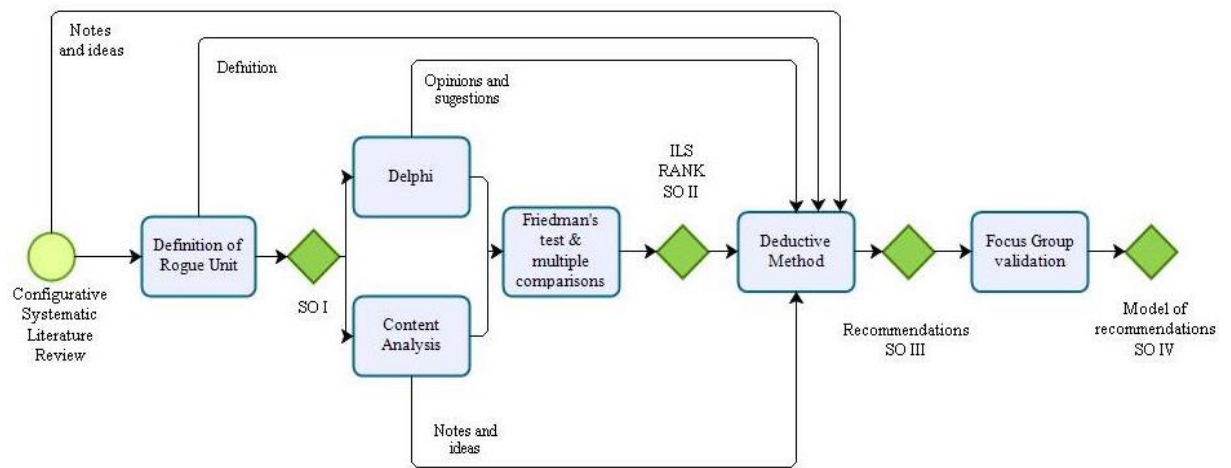 Notes
and ideas
Defnition
Opinions and
sugestions
Delphi
ILS
RANK
SO II
Definition of
Rogue Unit
Friedman's
test &
multiple
comparisons
Deductive
Method
Focus Group
validation
Configurative
Systematic
Literature
Review
SO I
Content
Analysis
Recommendations
SO III
Model of
recommendations
SO IV
Notes and
ideas